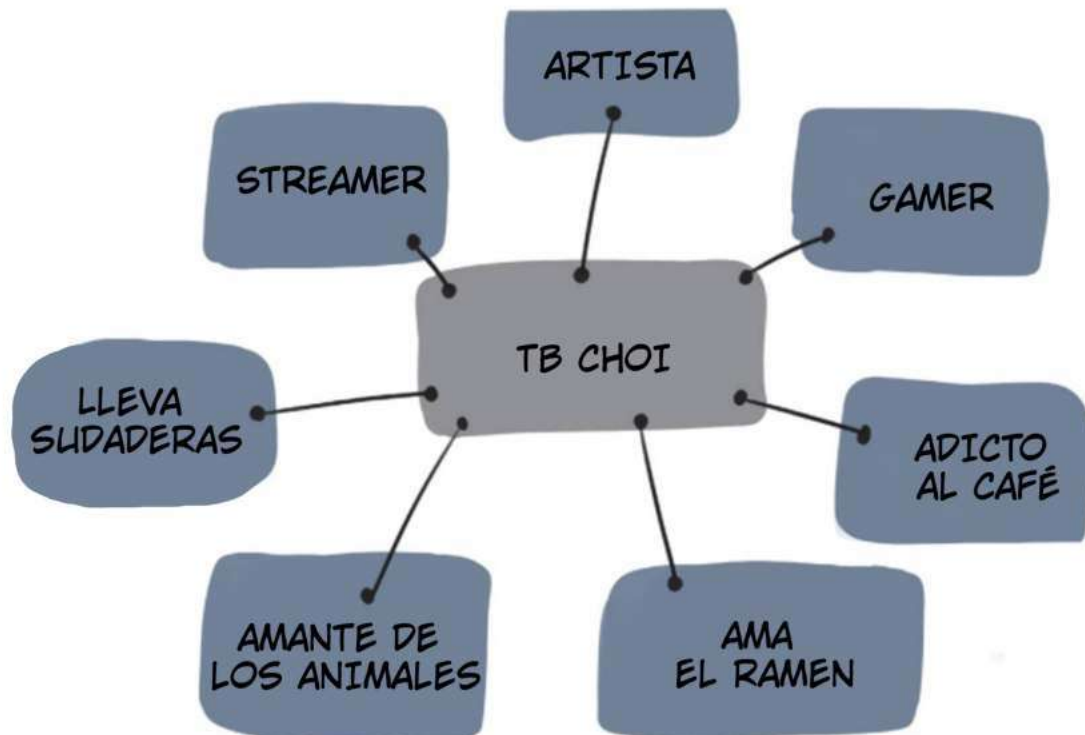 ARTISTA
STREAMER
GAMER
TB CHOI
LLEVA
SUDADERAS
ADICTO
AL CAFÉ
AMANTE DE
LOS ANIMALES
AMA
EL RAMEN